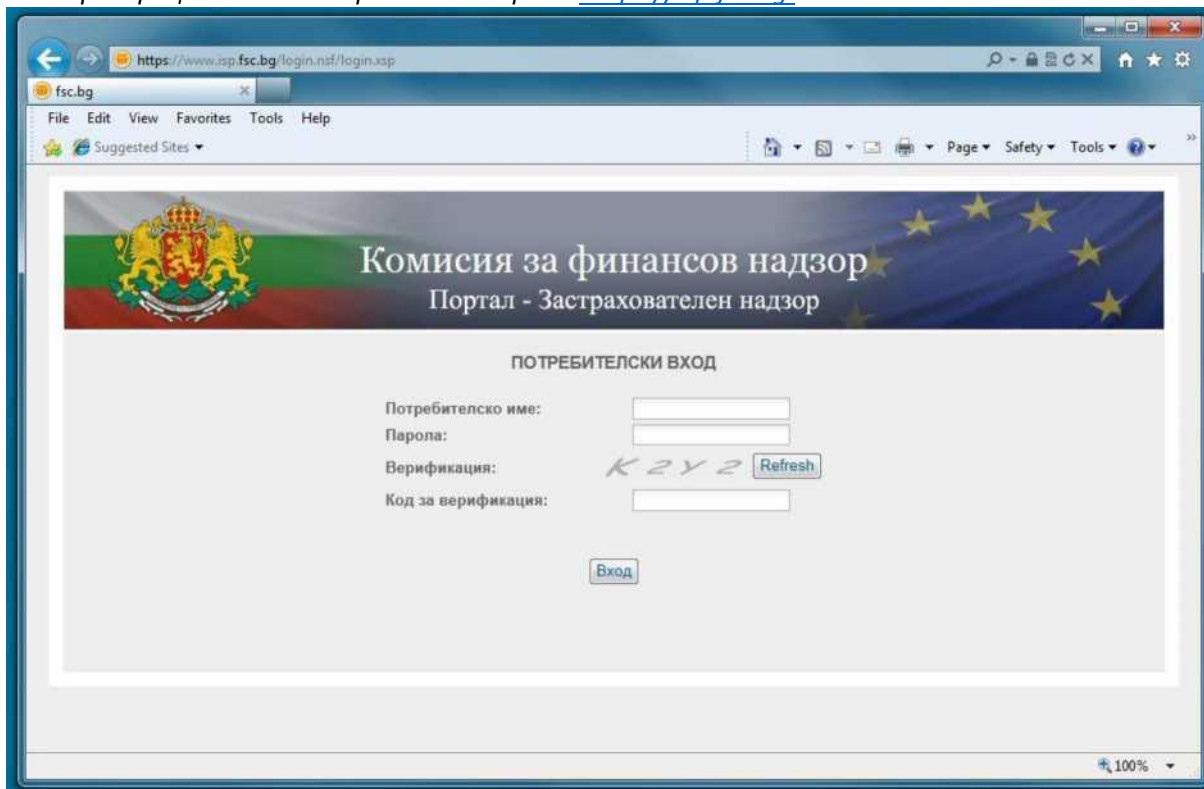 https://www.isp.fsc.bg/login.nsf/login.xsp
fsc.bg
File Edit View Favorites Tools Help
Suggested Sites
Page Safety Tools
Комисия за финансов надзор
Портал - Застрахователен надзор
ПОТРЕБИТЕЛСКИ ВХОД
Потребителско име:
Парола:
Верификация: K 2 Y 2 Refresh
Код за верификация:
Вход
100%